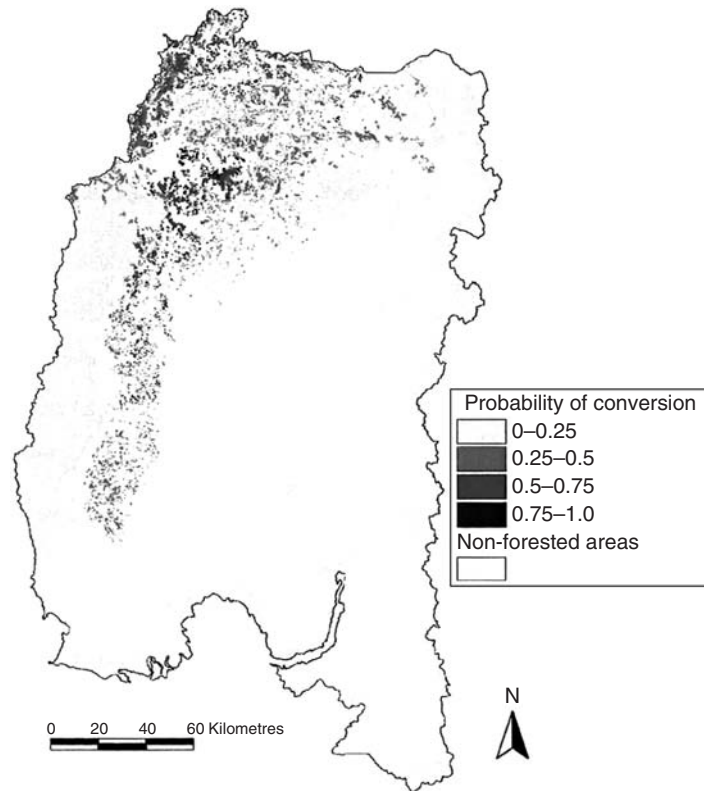 Probability of conversion
0–0.25
0.25–0.5
0.5–0.75
0.75–1.0
Non-forested areas
N
0 20 40 60 Kilometres